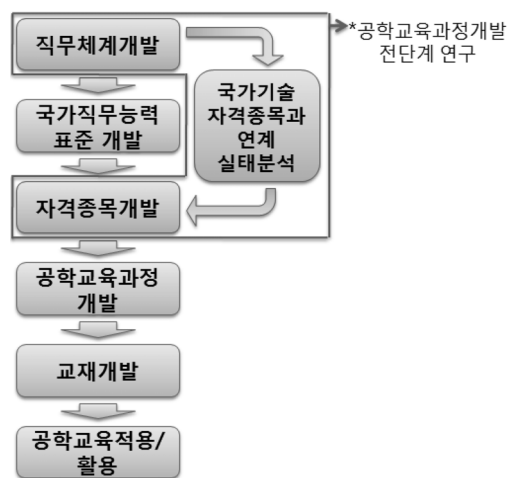 직무체계개발
*공학교육과정개발
전단계 연구
국가기술
자격종목과
연계
실태분석
국가직무능력
표준 개발
자격종목개발
공학교육과정
개발
교재개발
공학교육적용/
활용